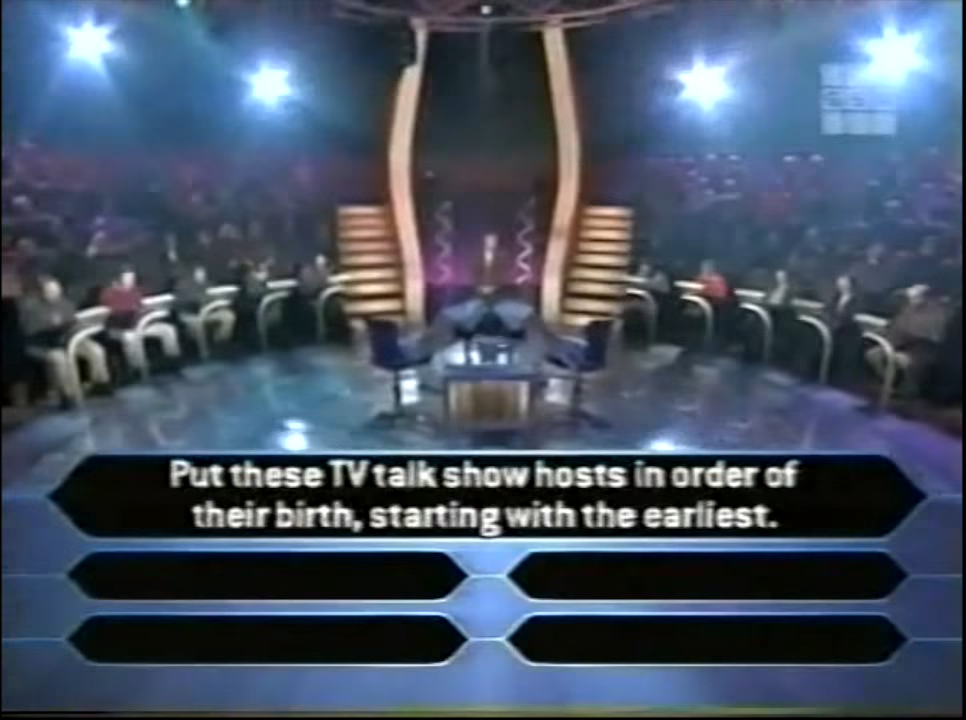 Put these TV talk show hosts in order of
their birth, starting with the earliest.